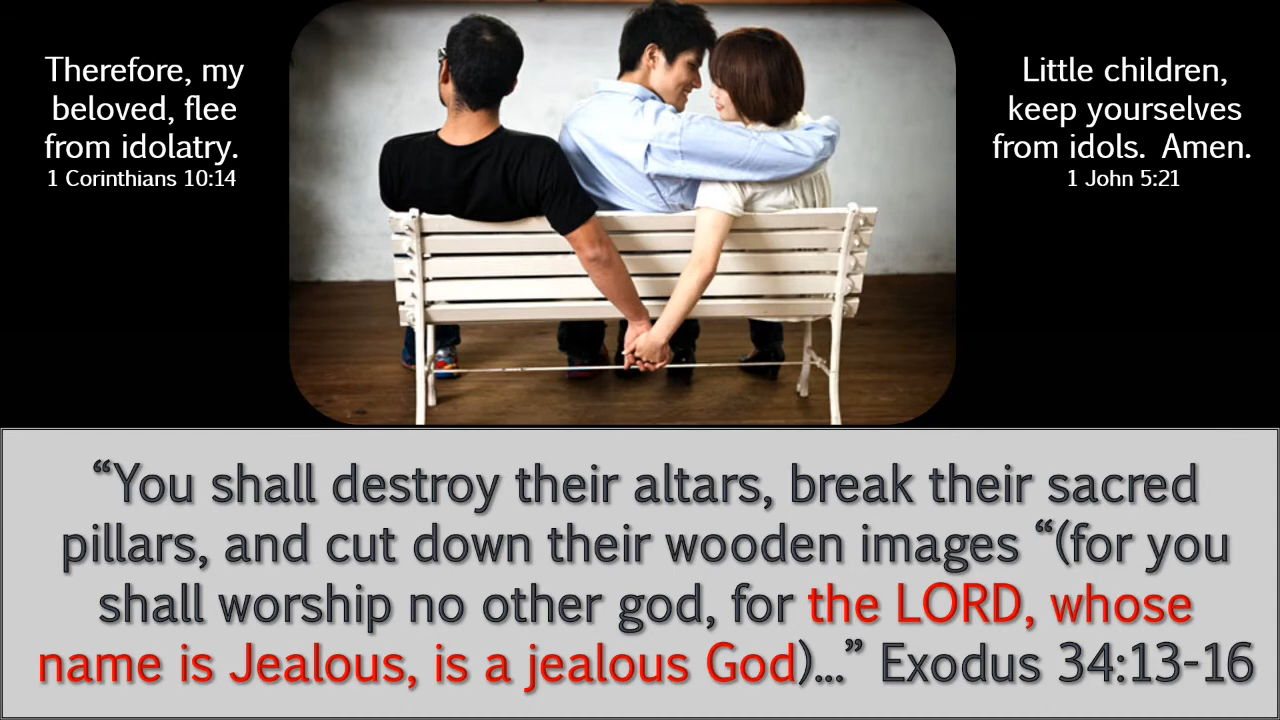 Therefore, my
beloved, flee
from idolatry.
1 Corinthians 10:14
Little children,
keep yourselves
from idols.  Amen.
1 John 5:21
“You shall destroy their altars, break their sacred
pillars, and cut down their wooden images “(for you
shall worship no other god, for the LORD, whose
name is Jealous, is a jealous God)...” Exodus 34:13-16